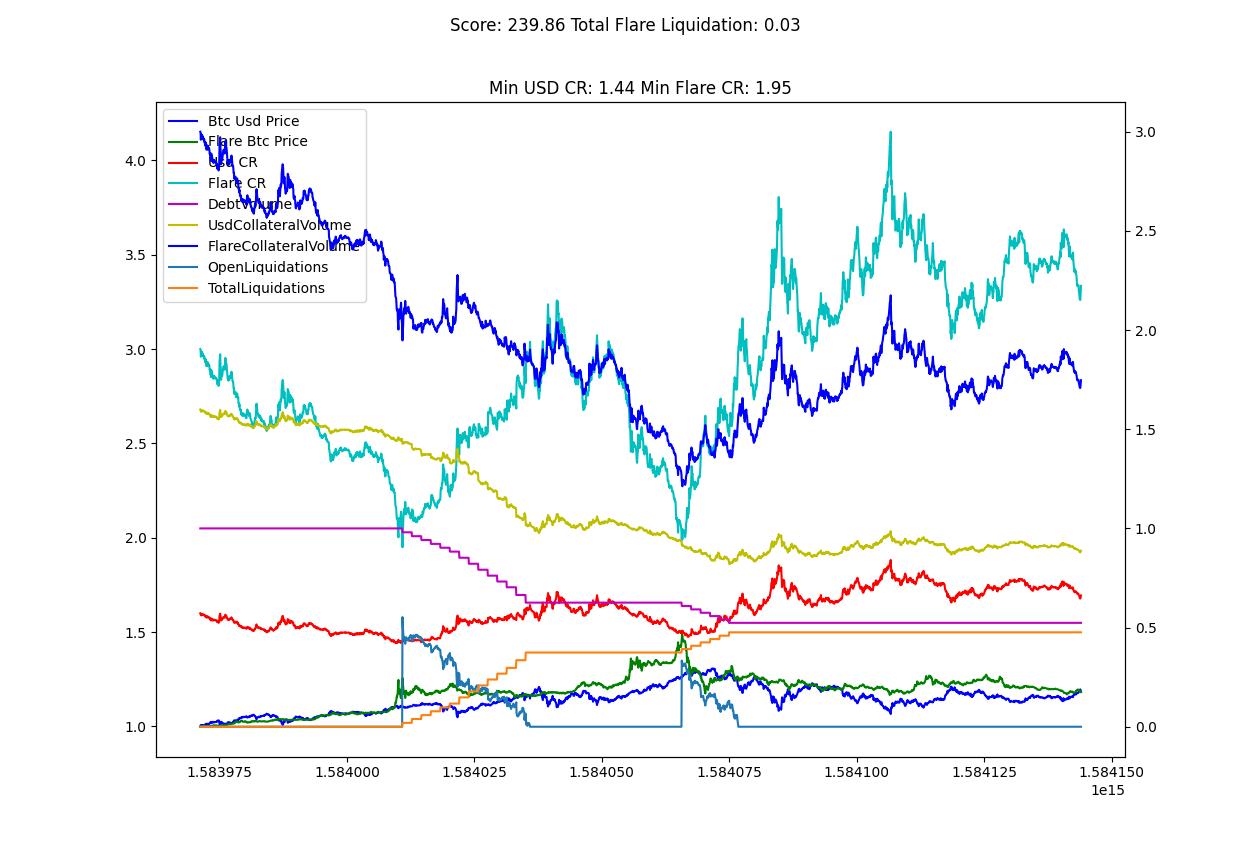 Score: 239.86 Total Flare Liquidation: 0.03
Min USD CR: 1.44 Min Flare CR: 1.95
Btc Usd Price
Flare Btc Price
Usd CR
Flare CR
DebtVolume
UsdCollateralVolume
FlareCollateralVolume
OpenLiquidations
TotalLiquidations
4.0
3.5
3.0
2.5
2.0
1.5
1.0
3.0
2.5
2.0
1.5
1.0
0.5
0.0
1.583975 1.584000 1.584025 1.584050 1.584075 1.584100 1.584125 1.584150
1e15